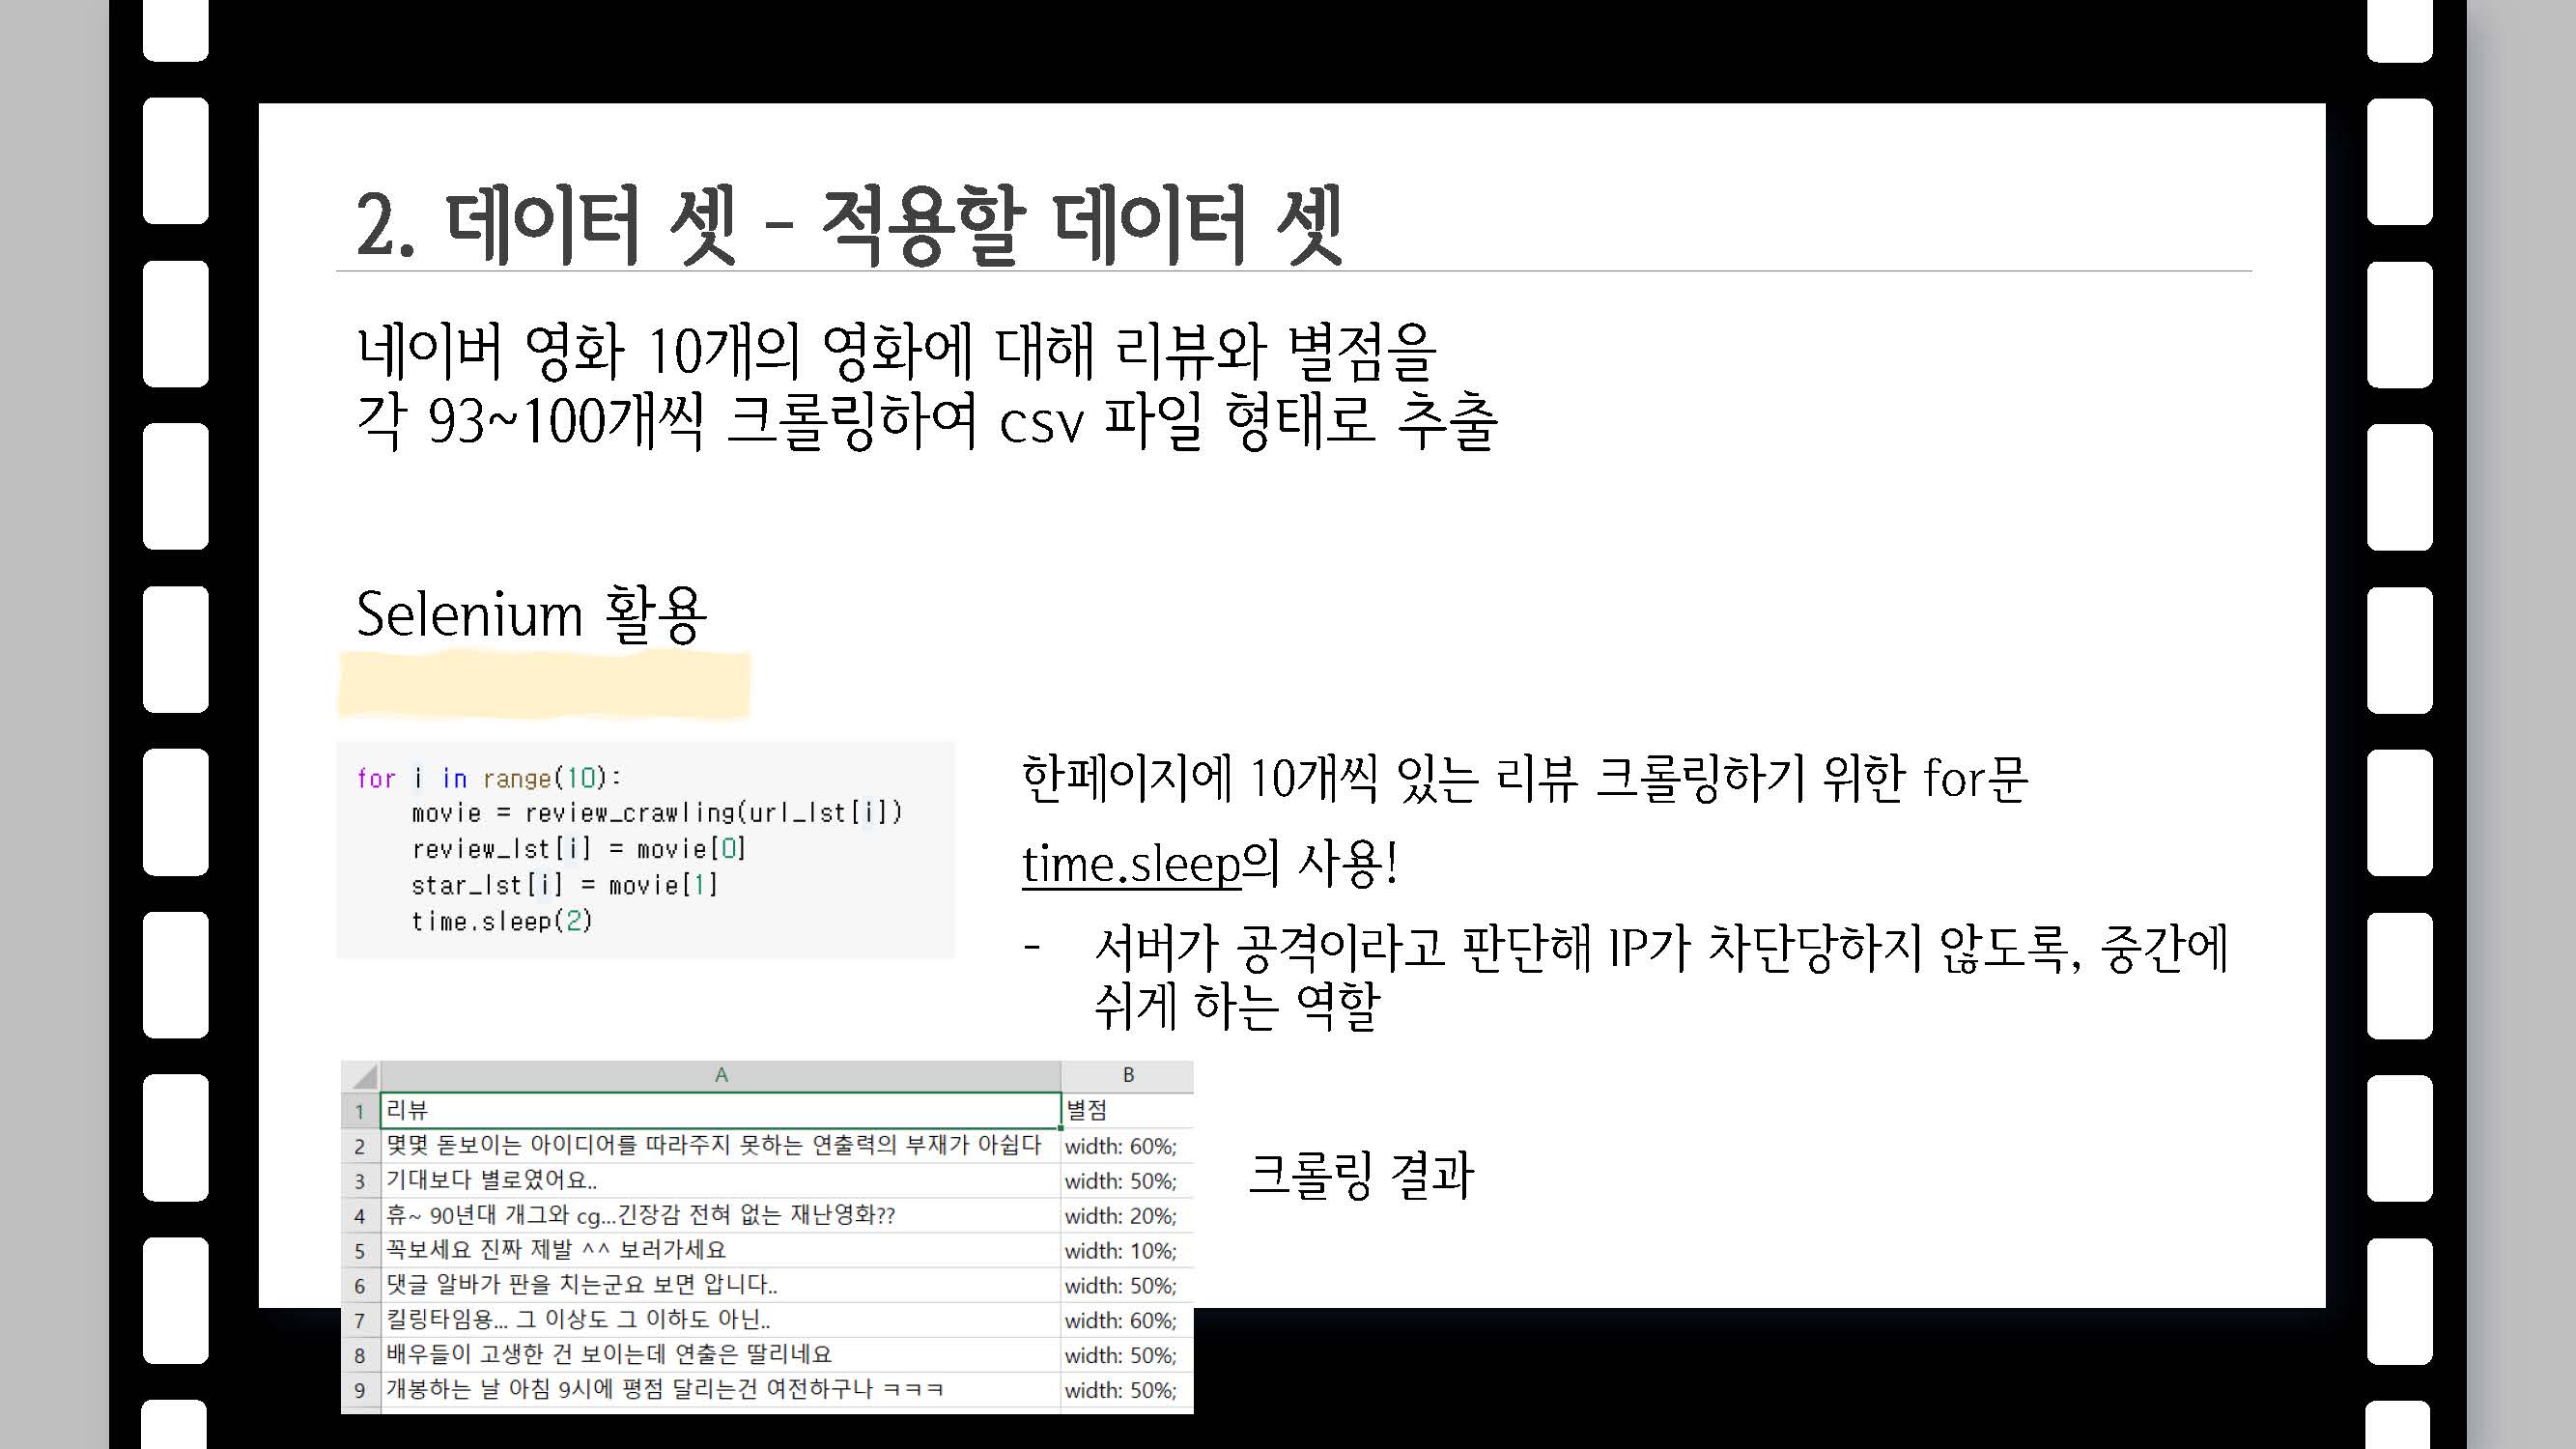 2. 데이터 셋 - 적용할 데이터 셋
네이버 영화 10개의 영화에 대해 리뷰와 별점을
각 93~100개씩 크롤링하여 csv 파일 형태로 추출
Selenium 활용
for i in range(10):
movie = review_crawling(url_lst[i])
review_lst[i] = movie[0]
star_lst[i] = movie[1]
time.sleep(2)
한페이지에 10개씩 있는 리뷰 크롤링하기 위한 for문
time.sleep의 사용!
- 서버가 공격이라고 판단해 IP가 차단당하지 않도록, 중간에
쉬게 하는 역할
A B
1 리뷰 별점
2 몇몇 돋보이는 아이디어를 따라주지 못하는 연출력의 부재가 아쉽다 width: 60%;
3 기대보다 별로였어요.. width: 50%;
4 휴~ 90년대 개그와 cg...긴장감 전혀 없는 재난영화?? width: 20%;
5 꼭보세요 진짜 제발 ^^ 보러가세요 width: 10%;
6 댓글 알바가 판을 치는군요 보면 압니다.. width: 50%;
7 킬링타임용... 그 이상도 그 이하도 아닌.. width: 60%;
8 배우들이 고생한 건 보이는데 연출은 딸리네요 width: 50%;
9 개봉하는 날 아침 9시에 평점 달리는건 여전하구나 ㅋㅋㅋ width: 50%;
크롤링 결과